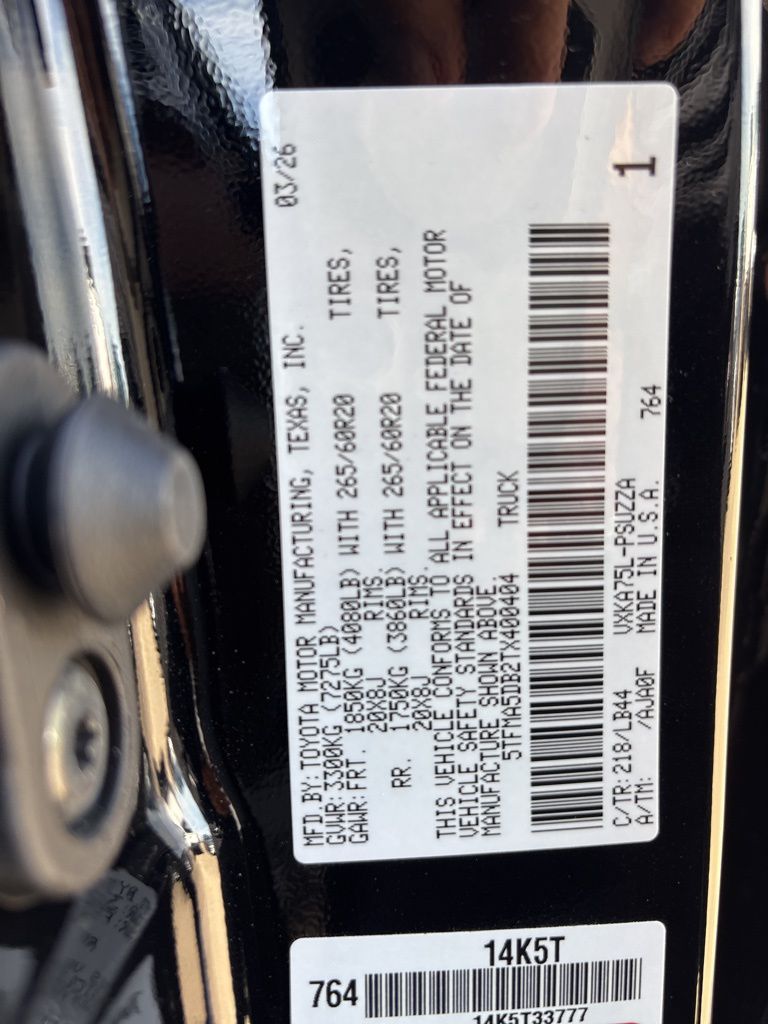 03/26
MFD.BY:TOYOTA MOTOR MANUFACTURING, TEXAS, INC.
GVWR:3300KG (7275LB)
GAWR:FRT. 1850KG (4080LB) WITH 265/60R20 TIRES,
20X8J RIMS.
RR. 1750KG (3860LB) WITH 265/60R20 TIRES,
20X8J RIMS.
THIS VEHICLE CONFORMS TO ALL APPLICABLE FEDERAL MOTOR
VEHICLE SAFETY STANDARDS IN EFFECT ON THE DATE OF
MANUFACTURE SHOWN ABOVE
5TFMA5DB2TX400404 TRUCK
1
C/TR:218/LB44 VXKA75L-PSUZZA 764
A/TM: /AJA0F MADE IN U.S.A.
14K5T
764
14K5T33777